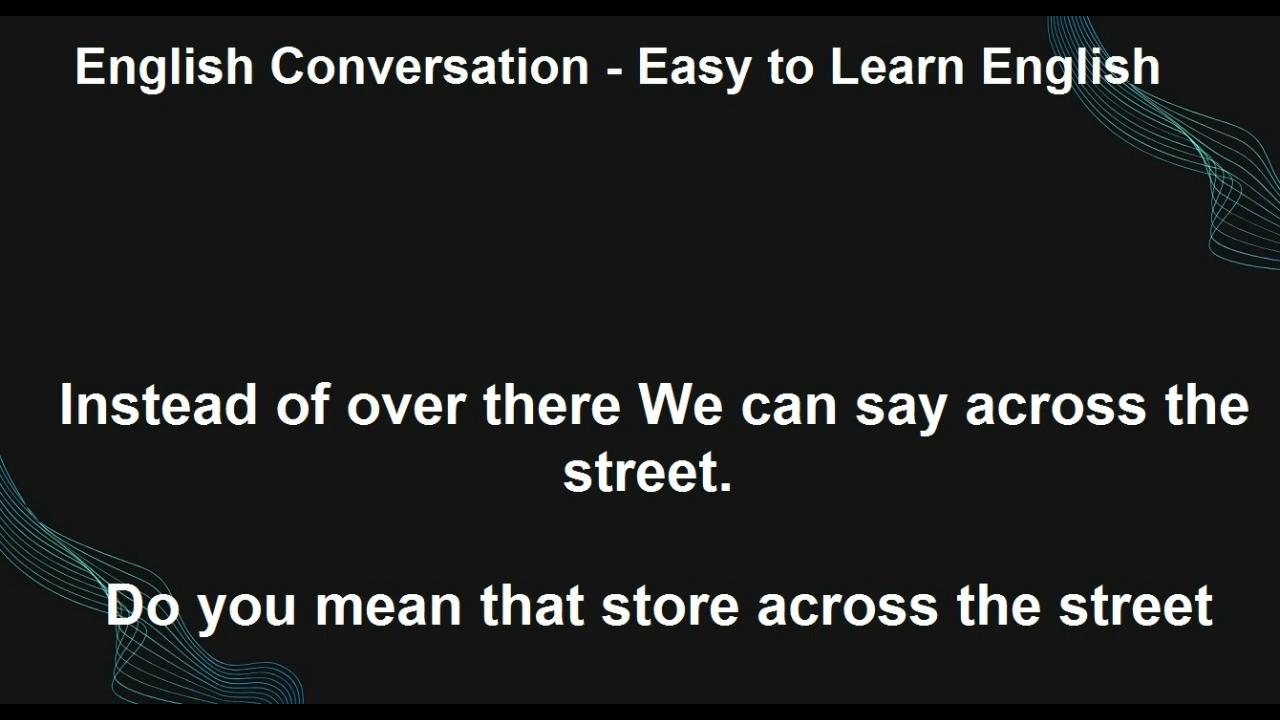 English Conversation - Easy to Learn English
Instead of over there We can say across the
street.
Do you mean that store across the street